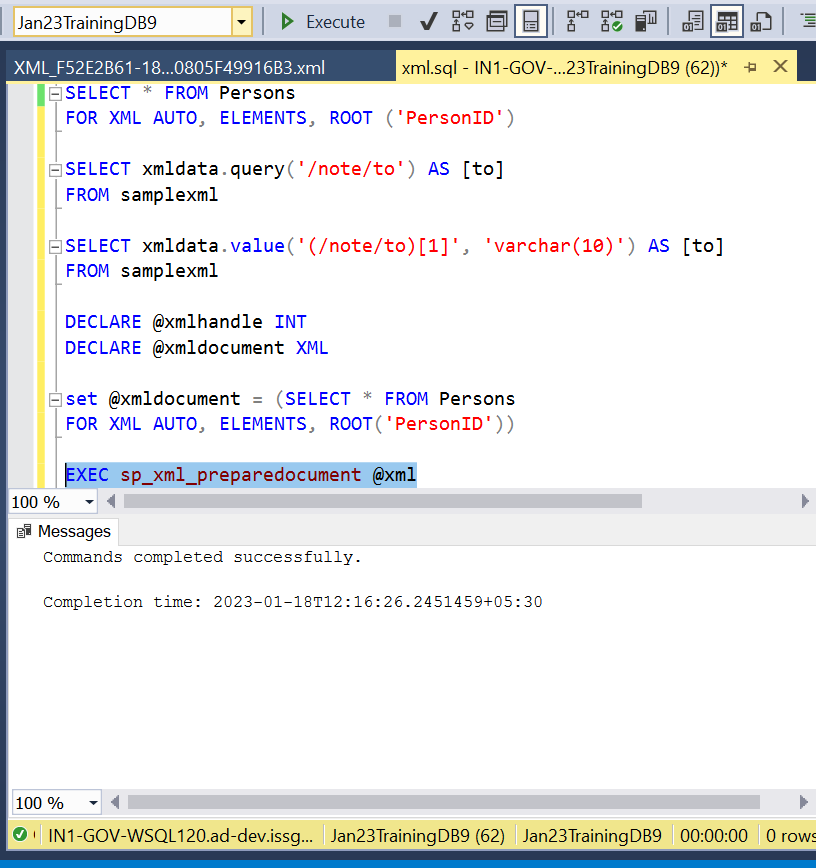 Jan23TrainingDB9
Execute
XML_F52E2B61-18...0805F49916B3.xml
xml.sql - IN1-GOV-...23TrainingDB9 (62))*
SELECT * FROM Persons
FOR XML AUTO, ELEMENTS, ROOT ('PersonID')
SELECT xmldata.query('/note/to') AS [to]
FROM samplexml
SELECT xmldata.value('(/note/to)[1]', 'varchar(10)') AS [to]
FROM samplexml
DECLARE @xmlhandle INT
DECLARE @xmldocument XML
set @xmldocument = (SELECT * FROM Persons
FOR XML AUTO, ELEMENTS, ROOT('PersonID'))
EXEC sp_xml_preparedocument @xml
100 %
Messages
Commands completed successfully.
Completion time: 2023-01-18T12:16:26.2451459+05:30
100 %
IN1-GOV-WSQL120.ad-dev.issg... Jan23TrainingDB9 (62) Jan23TrainingDB9 00:00:00 0 rows